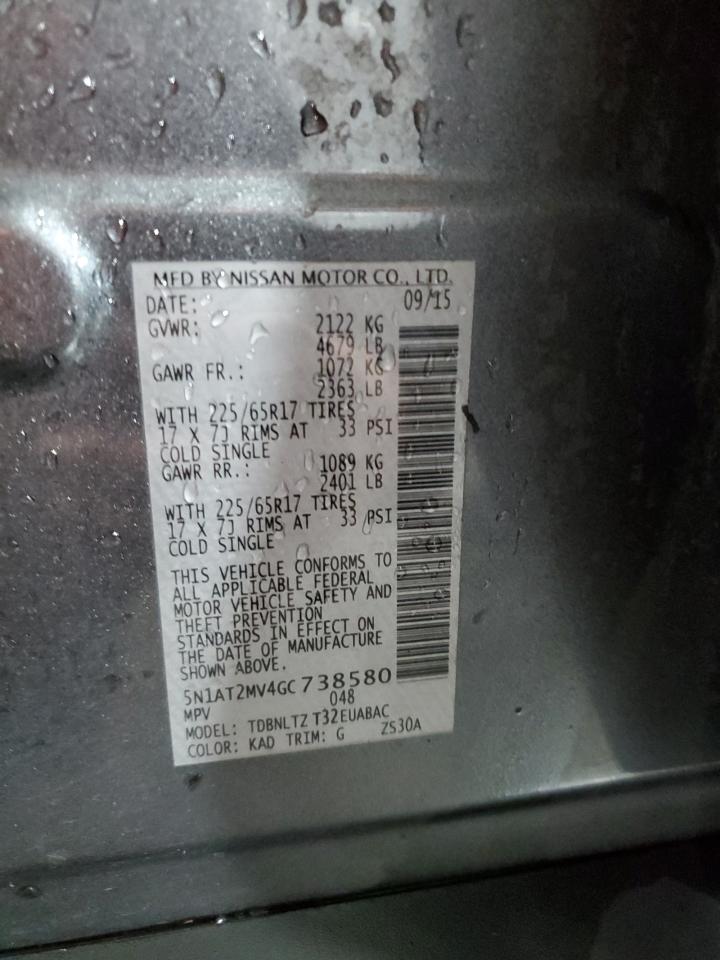 MFD BY NISSAN MOTOR CO., LTD.
DATE: 09/15
GVWR: 2122 KG
4679 LB
GAWR FR.: 1072 KG
2363 LB
WITH 225/65R17 TIRES
17 X 7J RIMS AT 33 PSI
COLD SINGLE
GAWR RR.: 1089 KG
2401 LB
WITH 225/65R17 TIRES
17 X 7J RIMS AT 33 PSI
COLD SINGLE
THIS VEHICLE CONFORMS TO
ALL APPLICABLE FEDERAL
MOTOR VEHICLE SAFETY AND
THEFT PREVENTION
STANDARDS IN EFFECT ON
THE DATE OF MANUFACTURE
SHOWN ABOVE.
5N1AT2MV4GC738580
MPV 048
MODEL: TDBNLTZ T32EUABAC
COLOR: KAD TRIM: G ZS30A